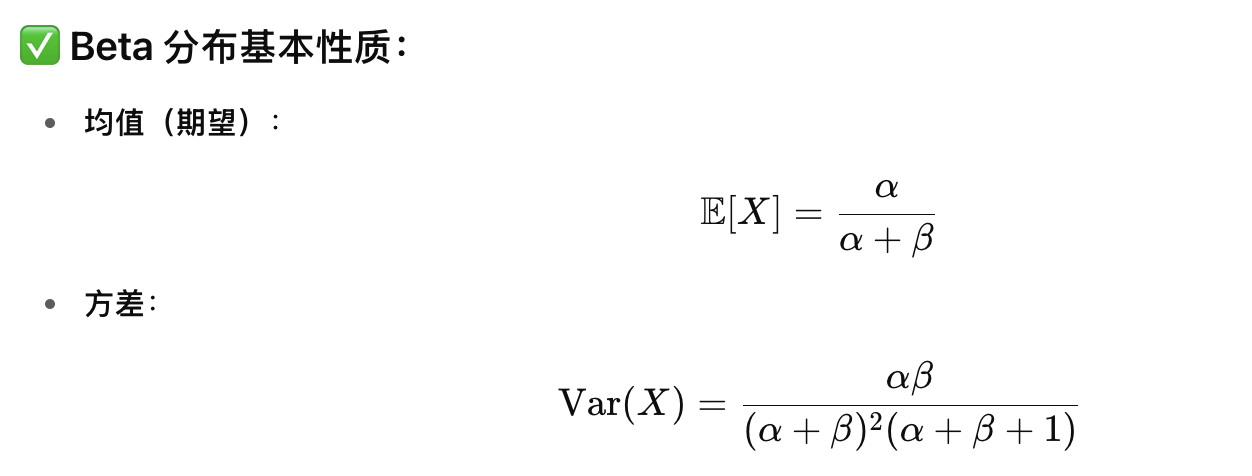 ✅ Beta 分布基本性质：
• 均值（期望）:
𝔼[X] = α / (α + β)
• 方差:
Var(X) = αβ / ((α + β)²(α + β + 1))